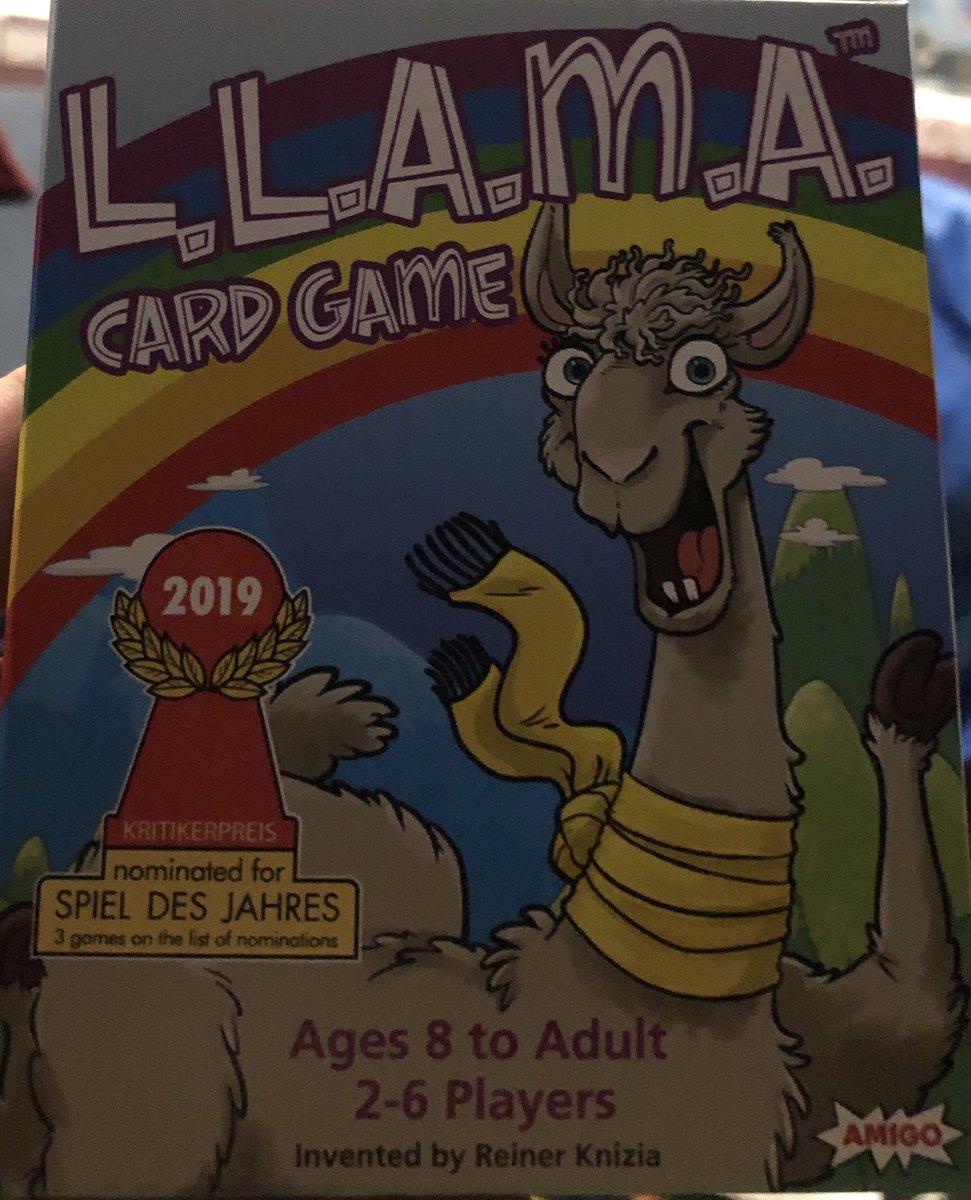 L.L.A.M.A.™
CARD GAME
2019
KRITIKERPREIS
nominated for
SPIEL DES JAHRES
3 games on the list of nominations
Ages 8 to Adult
2-6 Players
Invented by Reiner Knizia
AMIGO